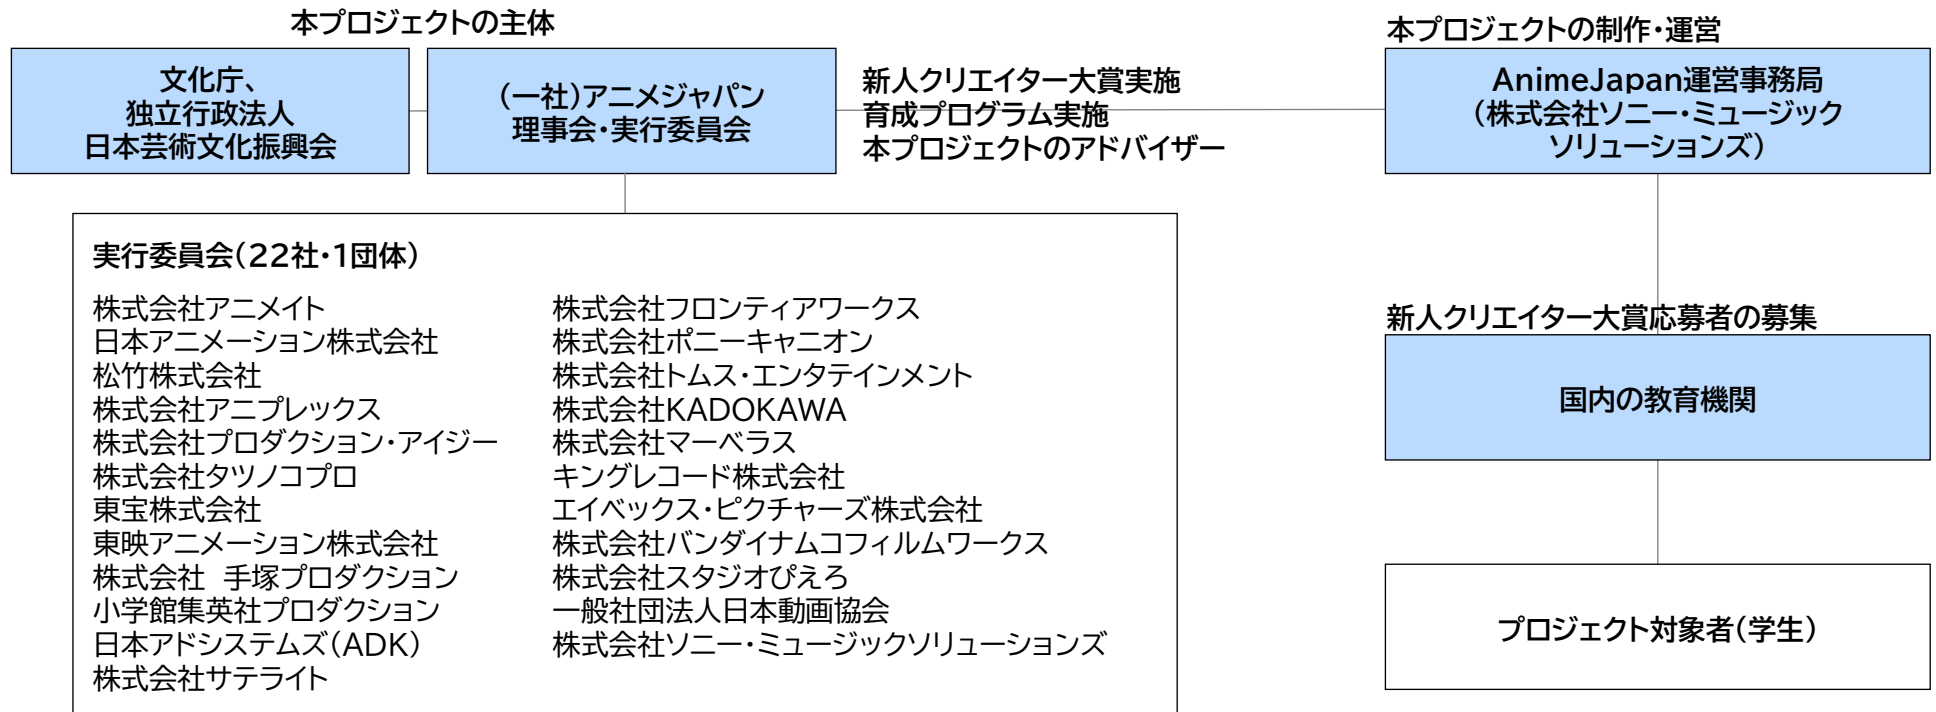 本プロジェクトの主体
文化庁、
独立行政法人
日本芸術文化振興会
(一社)アニメジャパン
理事会・実行委員会
新人クリエイター大賞実施
育成プログラム実施
本プロジェクトのアドバイザー
本プロジェクトの制作・運営
AnimeJapan運営事務局
(株式会社ソニー・ミュージック
ソリューションズ)
実行委員会(22社・1団体)
株式会社アニメイト
日本アニメーション株式会社
松竹株式会社
株式会社アニプレックス
株式会社プロダクション・アイジー
株式会社タツノコプロ
東宝株式会社
東映アニメーション株式会社
株式会社 手塚プロダクション
小学館集英社プロダクション
日本アドシステムズ(ADK)
株式会社サテライト
株式会社フロンティアワークス
株式会社ポニーキャニオン
株式会社トムス・エンタテインメント
株式会社KADOKAWA
株式会社マーベラス
キングレコード株式会社
エイベックス・ピクチャーズ株式会社
株式会社バンダイナムコフィルムワークス
株式会社スタジオぴえろ
一般社団法人日本動画協会
株式会社ソニー・ミュージックソリューションズ
新人クリエイター大賞応募者の募集
国内の教育機関
プロジェクト対象者(学生)